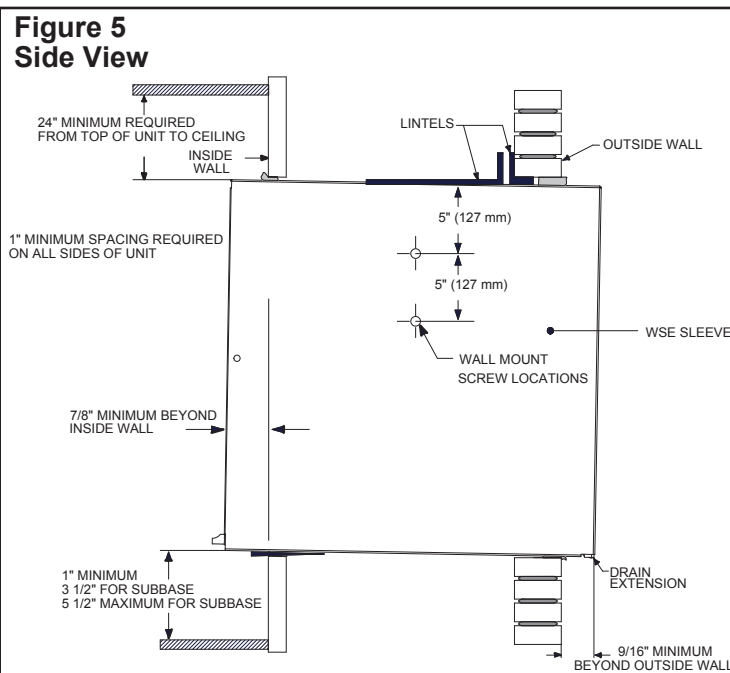 Figure 5
Side View
24" MINIMUM REQUIRED
FROM TOP OF UNIT TO CEILING
INSIDE
WALL
LINTELS
OUTSIDE WALL
5" (127 mm)
1" MINIMUM SPACING REQUIRED
ON ALL SIDES OF UNIT
5" (127 mm)
WSE SLEEVE
WALL MOUNT
SCREW LOCATIONS
7/8" MINIMUM BEYOND
INSIDE WALL
1" MINIMUM
3 1/2" FOR SUBBASE
5 1/2" MAXIMUM FOR SUBBASE
DRAIN
EXTENSION
9/16" MINIMUM
BEYOND OUTSIDE WALL